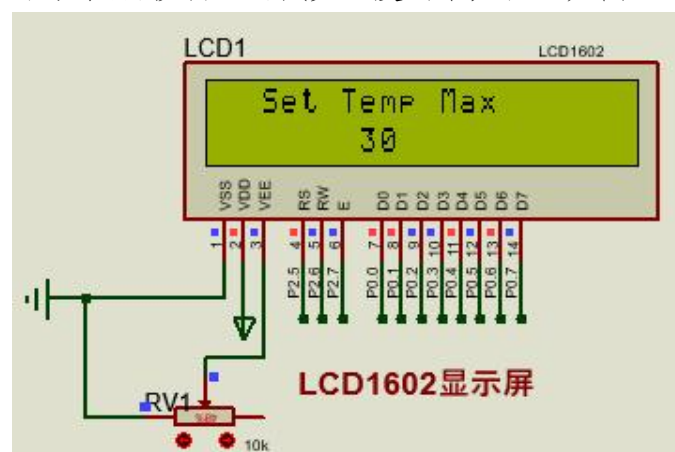 LCD1
LCD1602
Set Temp Max
30
VSS VDD VEE RS RW E D0 D1 D2 D3 D4 D5 D6 D7
1 2 3 4 5 6 7 8 9 10 11 12 13 14
P2.5 P2.6 P2.7 P0.0 P0.1 P0.2 P0.3 P0.4 P0.5 P0.6 P0.7
LCD1602显示屏
RV1
10k